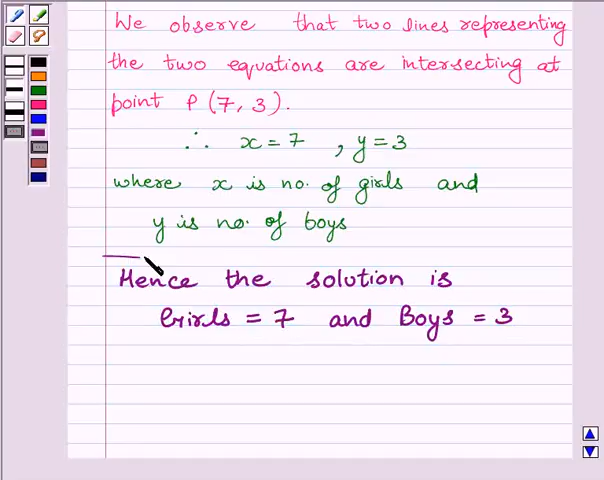 We observe that two lines representing
the two equations are intersecting at
point P (7, 3).
∴ x = 7 , y = 3
where x is no. of girls and
y is no. of boys
Hence the solution is
Girls = 7 and Boys = 3